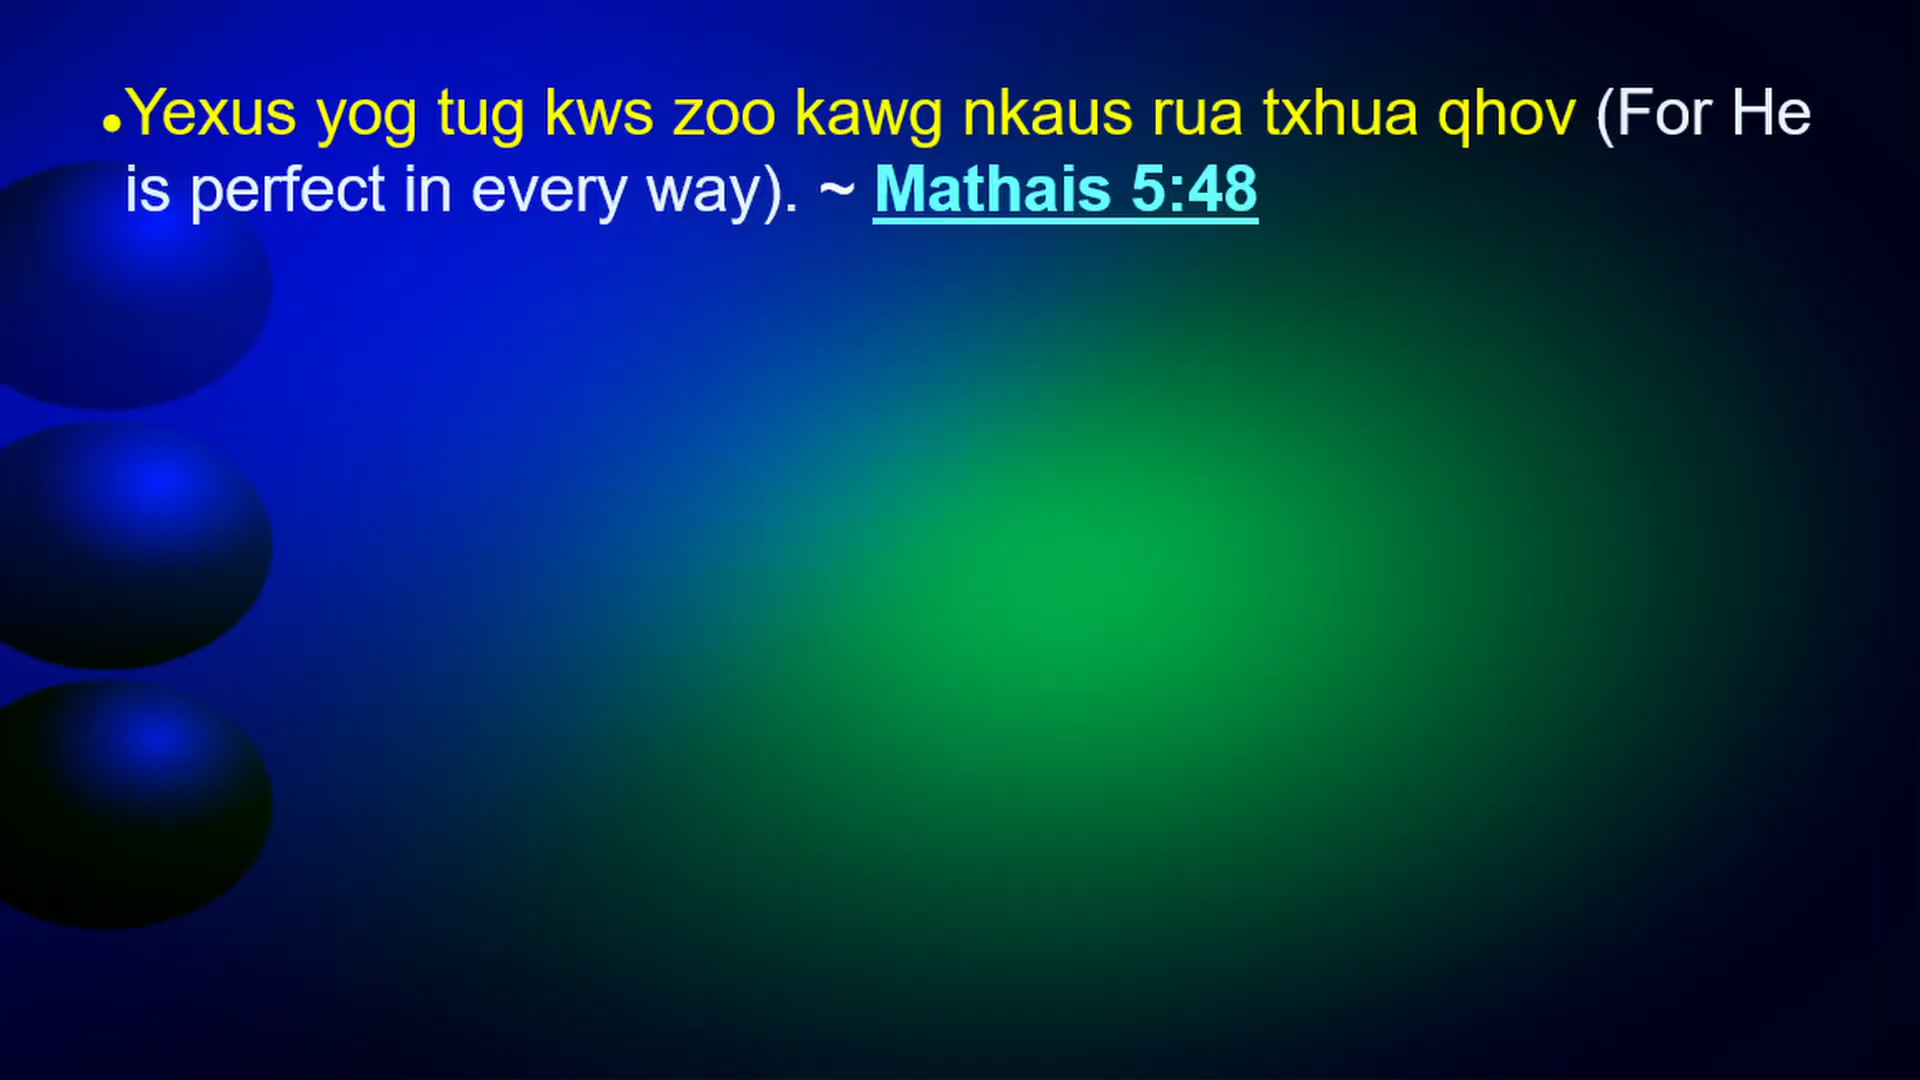 •Yexus yog tug kws zoo kawg nkaus rua txhua qhov (For He
is perfect in every way). ~ Mathais 5:48